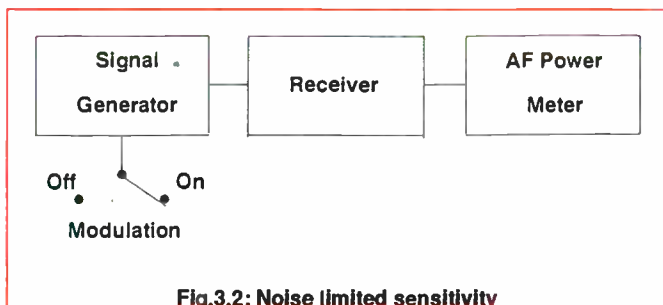 Signal
Generator
Receiver
AF Power
Meter
Off
On
Modulation
Fig.3.2: Noise limited sensitivity